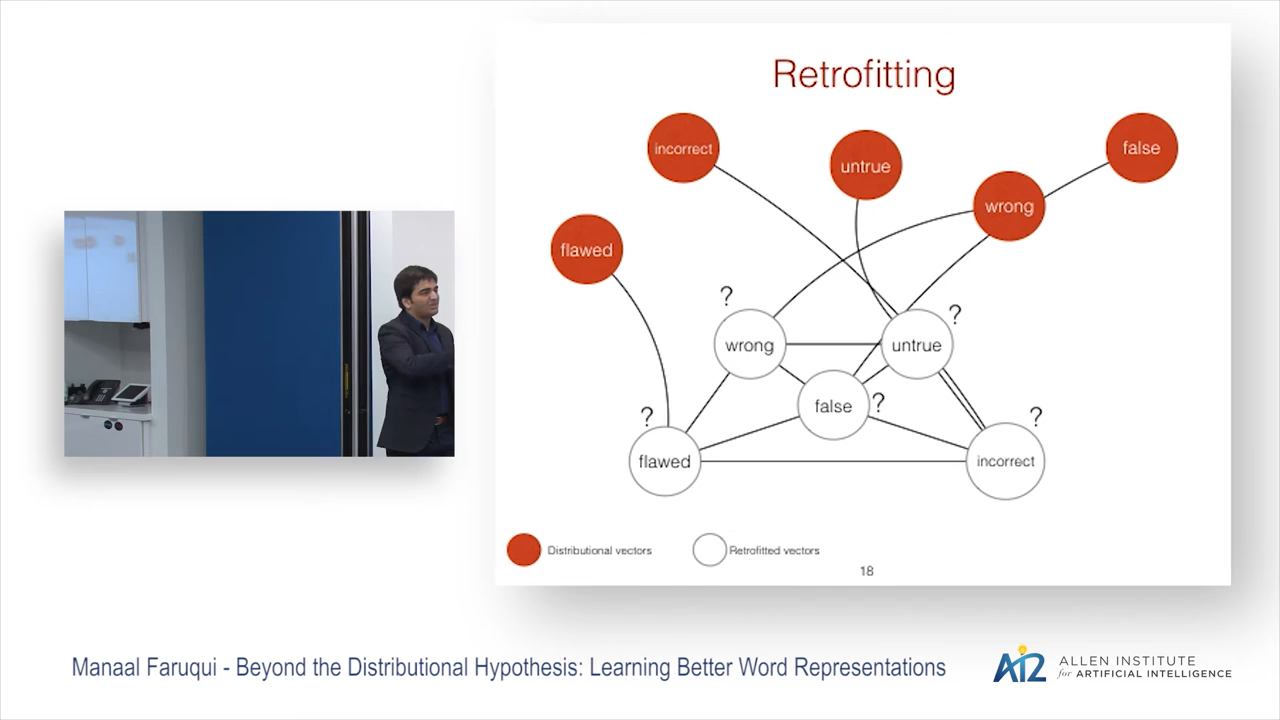 Retrofitting
incorrect
untrue
false
wrong
flawed
?
?
wrong
untrue
?
false
?
?
flawed
incorrect
Distributional vectors
Retrofitted vectors
18
Manaal Faruqui - Beyond the Distributional Hypothesis: Learning Better Word Representations
AI2
ALLEN INSTITUTE
for ARTIFICIAL INTELLIGENCE